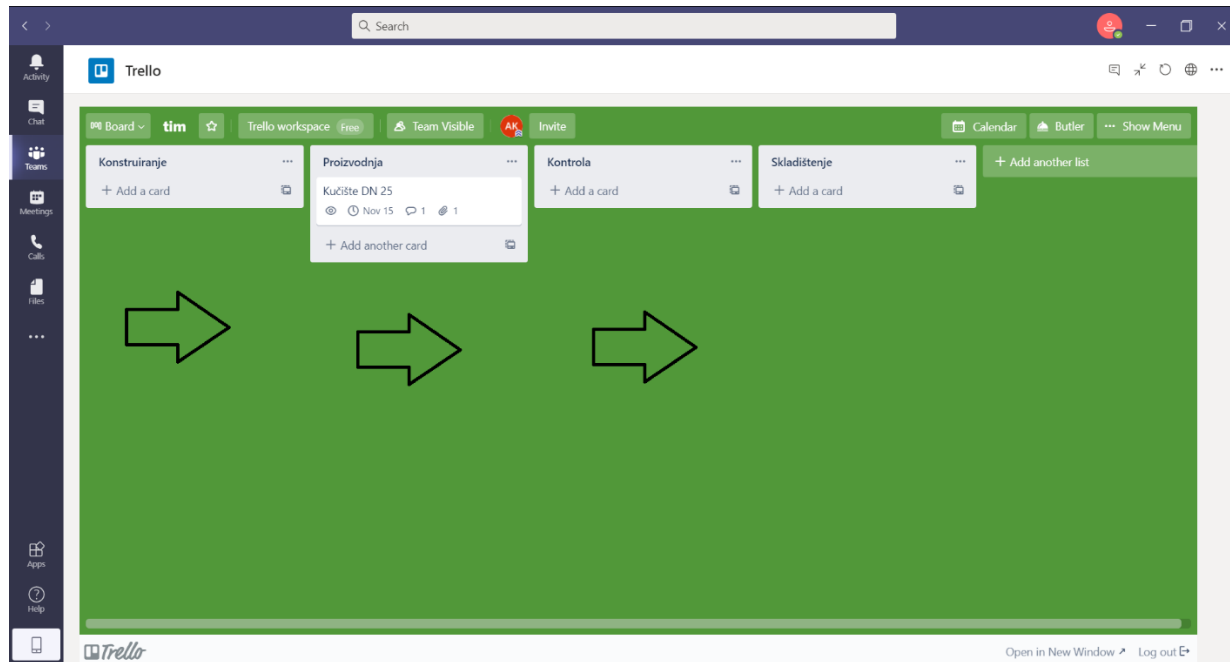 Search
Activity
Trello
Chat
Board tim Trello workspace Free Team Visible AK Invite Calendar Butler ... Show Menu
Teams
Konstruiranje ... Proizvodnja ... Kontrola ... Skladištenje ... + Add another list
+ Add a card Kučište DN 25 + Add a card + Add a card
Nov 15 1 1
Meetings
+ Add another card
Calls
Files
Apps
Help
Trello
Open in New Window Log out